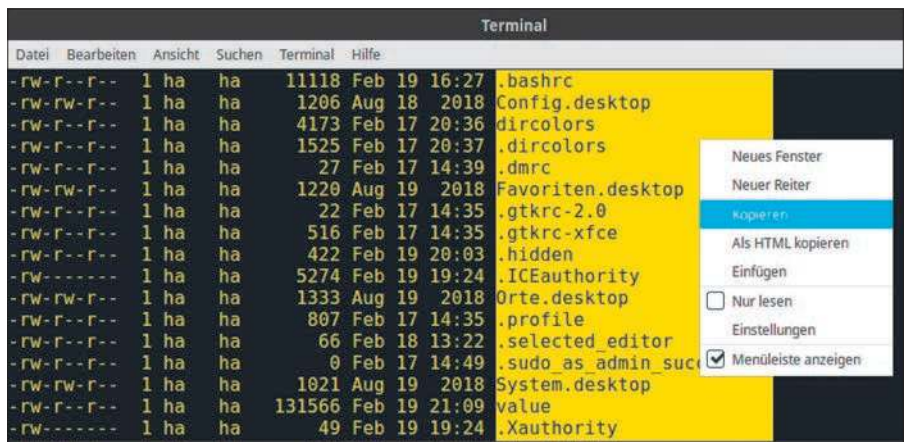 Terminal
Datei Bearbeiten Ansicht Suchen Terminal Hilfe
-rw-r--r-- 1 ha ha 11118 Feb 19 16:27 .bashrc
-rw-rw-r-- 1 ha ha 1206 Aug 18 2018 Config.desktop
-rw-r--r-- 1 ha ha 4173 Feb 17 20:36 dircolors
-rw-r--r-- 1 ha ha 1525 Feb 17 20:37 .dircolors
-rw-r--r-- 1 ha ha 27 Feb 17 14:39 .dmrc
-rw-rw-r-- 1 ha ha 1220 Aug 19 2018 Favoriten.desktop
-rw-r--r-- 1 ha ha 22 Feb 17 14:35 .gtkrc-2.0
-rw-r--r-- 1 ha ha 516 Feb 17 14:35 .gtkrc-xfce
-rw-r--r-- 1 ha ha 422 Feb 19 20:03 .hidden
-rw------- 1 ha ha 5274 Feb 19 19:24 .ICEauthority
-rw-rw-r-- 1 ha ha 1333 Aug 19 2018 Orte.desktop
-rw-r--r-- 1 ha ha 807 Feb 17 14:35 .profile
-rw-r--r-- 1 ha ha 66 Feb 18 13:22 .selected_editor
-rw-r--r-- 1 ha ha 0 Feb 17 14:49 .sudo_as_admin_succ
-rw-rw-r-- 1 ha ha 1021 Aug 19 2018 System.desktop
-rw-r--r-- 1 ha ha 131566 Feb 19 21:09 value
-rw------- 1 ha ha 49 Feb 19 19:24 .Xauthority
Neues Fenster
Neuer Reiter
Kopieren
Als HTML kopieren
Einfügen
Nur lesen
Einstellungen
Menüleiste anzeigen